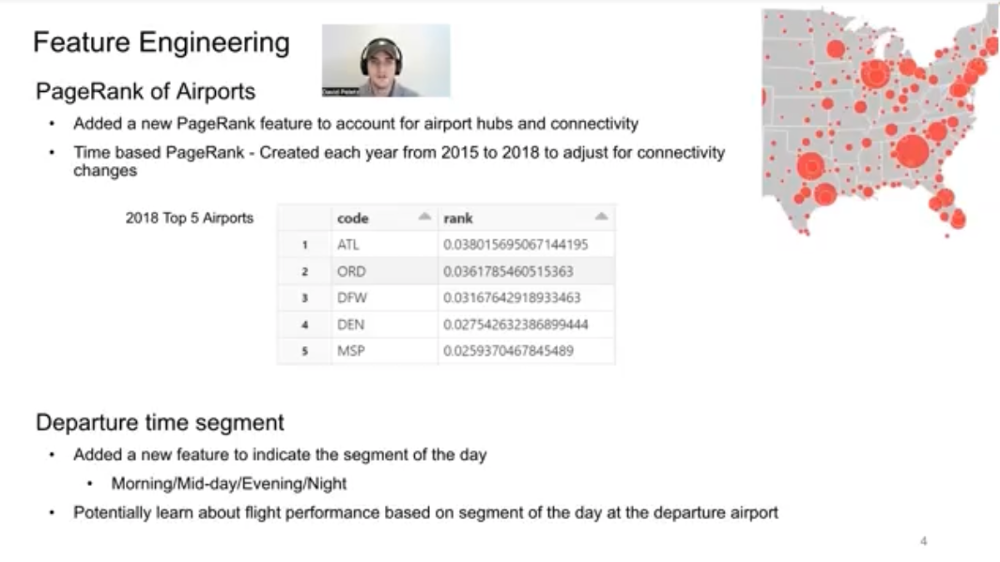 Feature Engineering
PageRank of Airports
• Added a new PageRank feature to account for airport hubs and connectivity
• Time based PageRank - Created each year from 2015 to 2018 to adjust for connectivity
changes
2018 Top 5 Airports
code rank
1 ATL 0.038015695067144195
2 ORD 0.0361785460515363
3 DFW 0.03167642918933463
4 DEN 0.027542632386899444
5 MSP 0.0259370467845489
Departure time segment
• Added a new feature to indicate the segment of the day
• Morning/Mid-day/Evening/Night
• Potentially learn about flight performance based on segment of the day at the departure airport
4